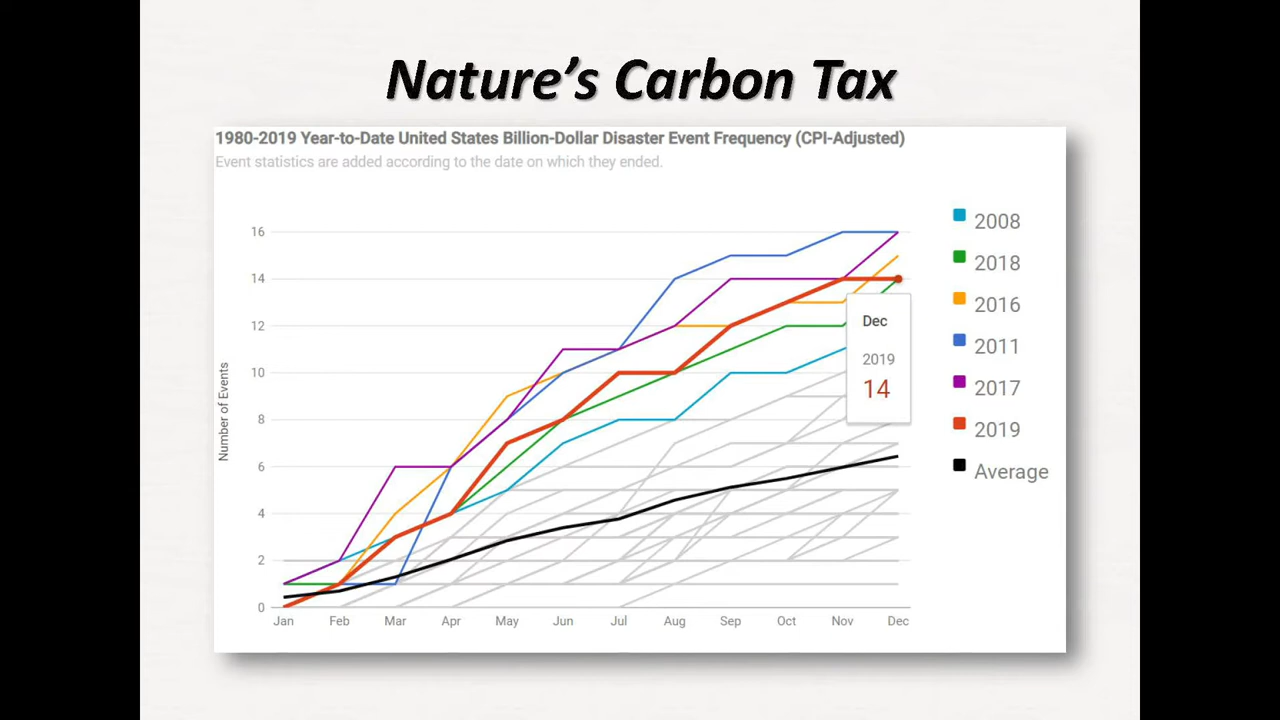 Nature's Carbon Tax
1980-2019 Year-to-Date United States Billion-Dollar Disaster Event Frequency (CPI-Adjusted)
Event statistics are added according to the date on which they ended.
Number of Events
16
14
12
10
8
6
4
2
0
Jan Feb Mar Apr May Jun Jul Aug Sep Oct Nov Dec
Dec
2019
14
2008
2018
2016
2011
2017
2019
Average